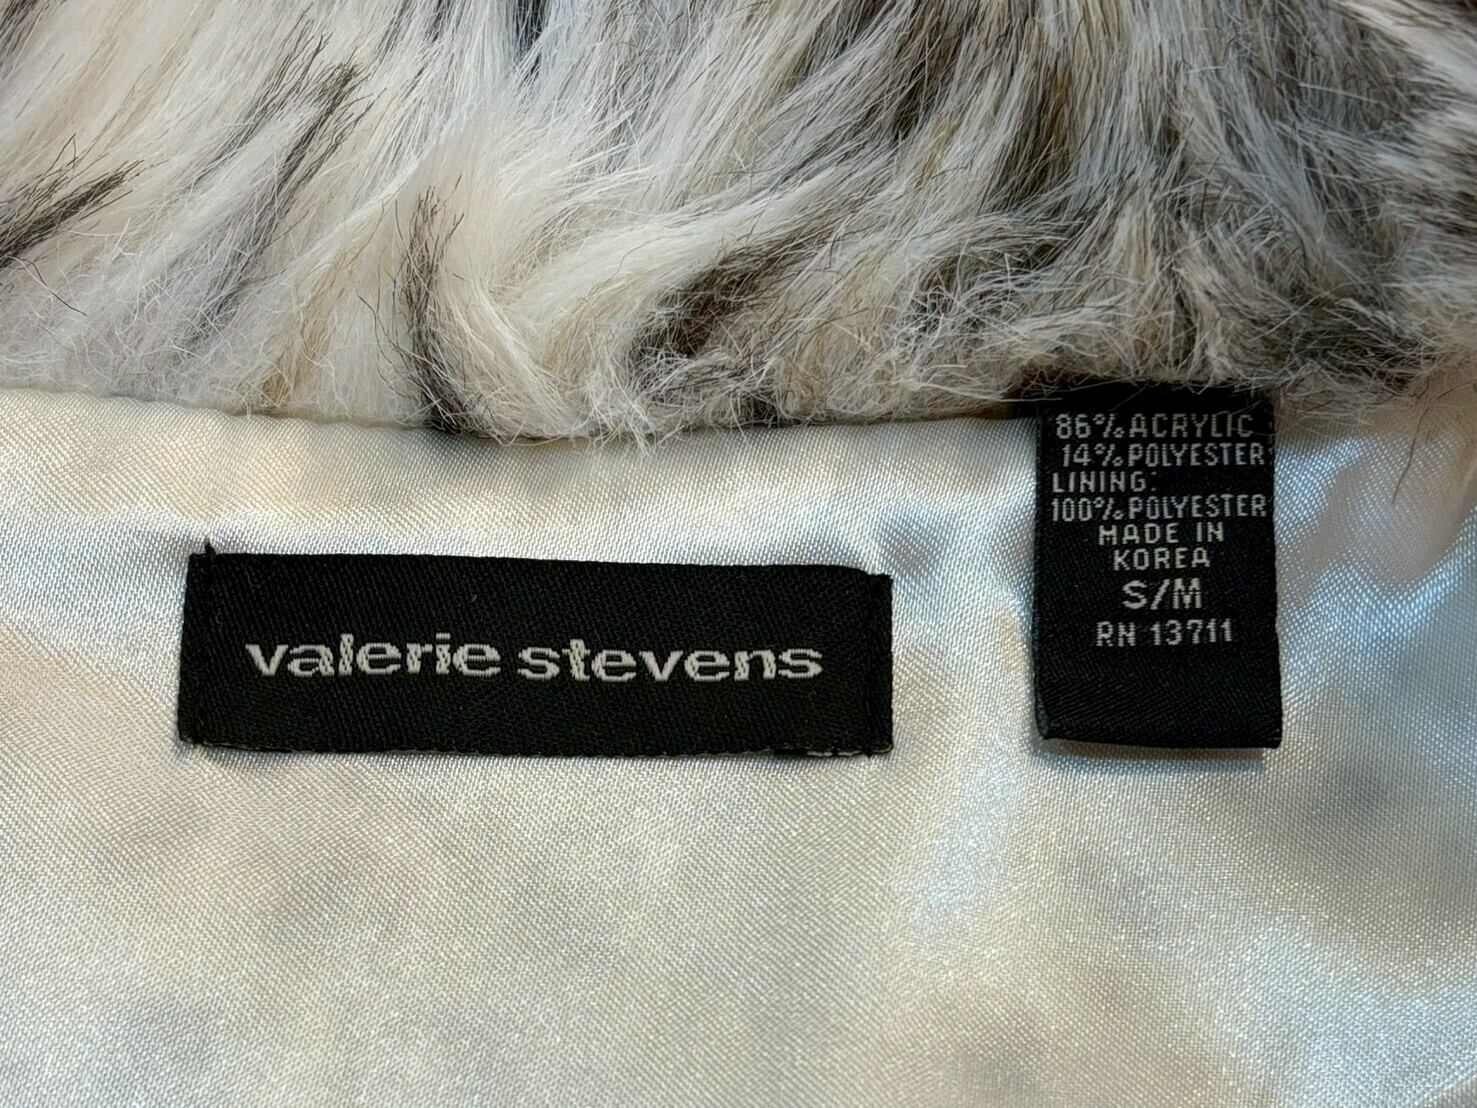 valerie stevens
86% ACRYLIC
14% POLYESTER
LINING:
100% POLYESTER
MADE IN
KOREA
S/M
RN 13711